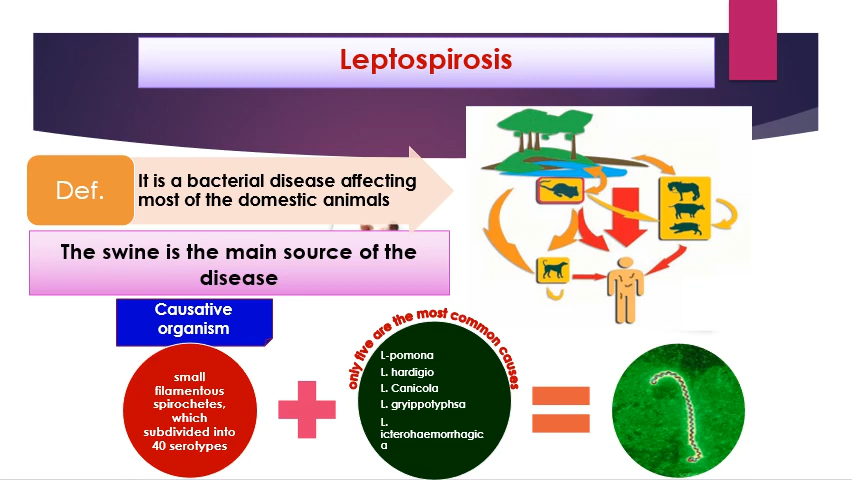 Leptospirosis
Def.
It is a bacterial disease affecting
most of the domestic animals
The swine is the main source of the
disease
Causative
organism
small
filamentous
spirochetes,
which
subdivided into
40 serotypes
only five are the most common causes
L-pomona
L. hardigio
L. Canicola
L. gryippotyphsa
L.
icterohaemorrhagic
a